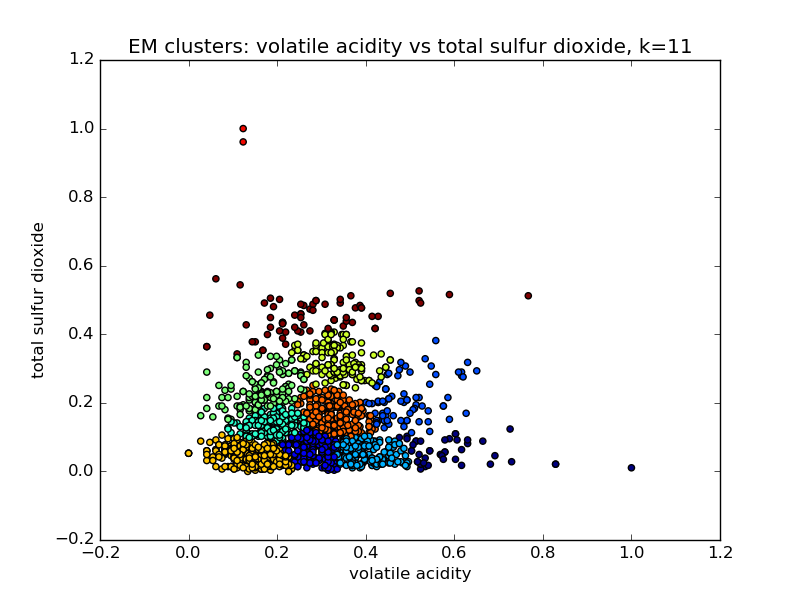 EM clusters: volatile acidity vs total sulfur dioxide, k=11
1.2
1.0
0.8
0.6
0.4
0.2
0.0
−0.2
total sulfur dioxide
−0.2 0.0 0.2 0.4 0.6 0.8 1.0 1.2
volatile acidity